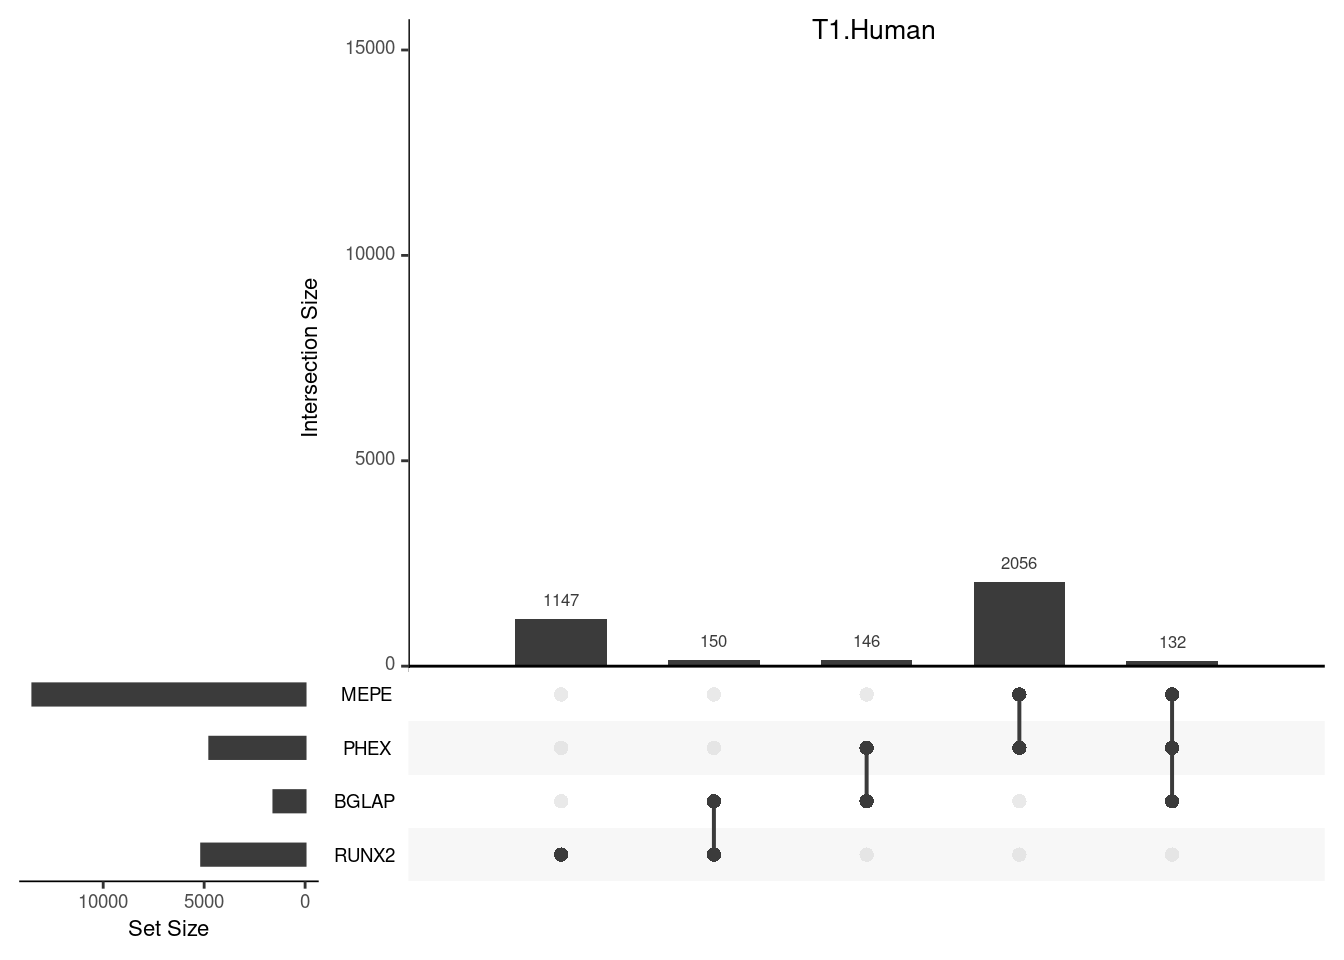 T1.Human
15000
10000
5000
0
Intersection Size
1147
150
146
2056
132
MEPE
PHEX
BGLAP
RUNX2
10000 5000 0
Set Size